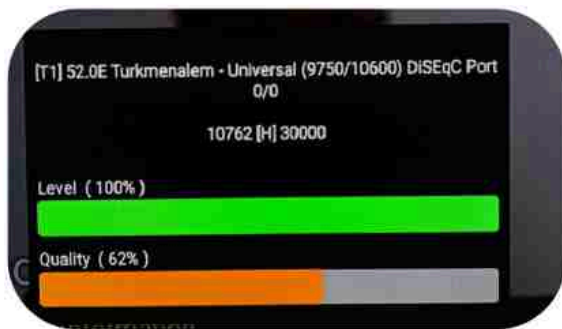 [T1] 52.0E Turkmenalem - Universal (9750/10600) DiSEqC Port
0/0
10762 [H] 30000
Level ( 100% )
Quality ( 62% )